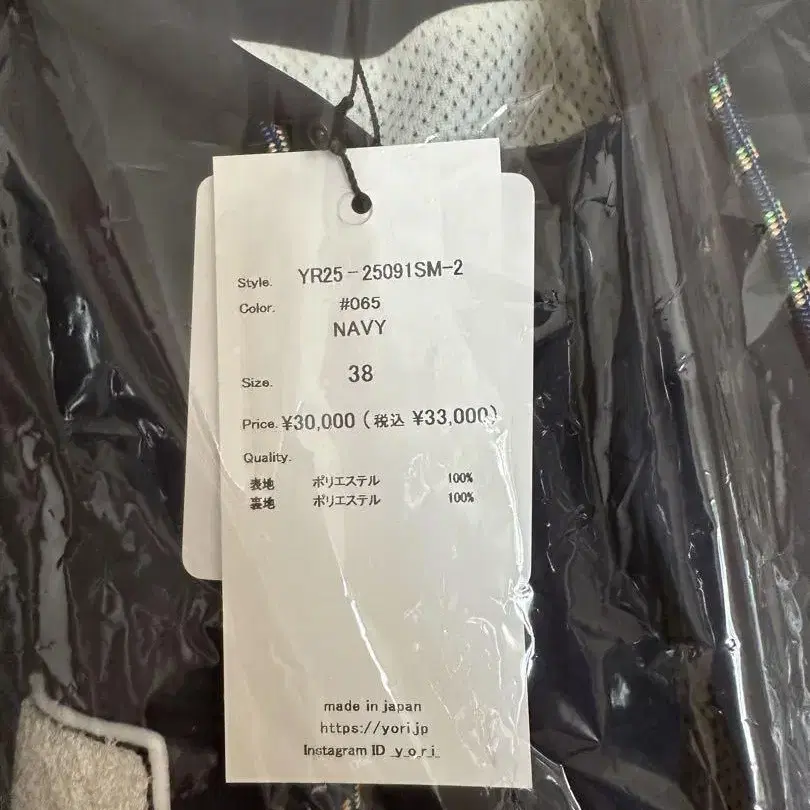 Style. YR25-25091SM-2
Color. #065
NAVY
Size. 38
Price. ¥30,000 (税込 ¥33,000)
Quality.
表地 ポリエステル 100%
裏地 ポリエステル 100%
made in japan
https://yori.jp
Instagram ID _y_o_r_i_